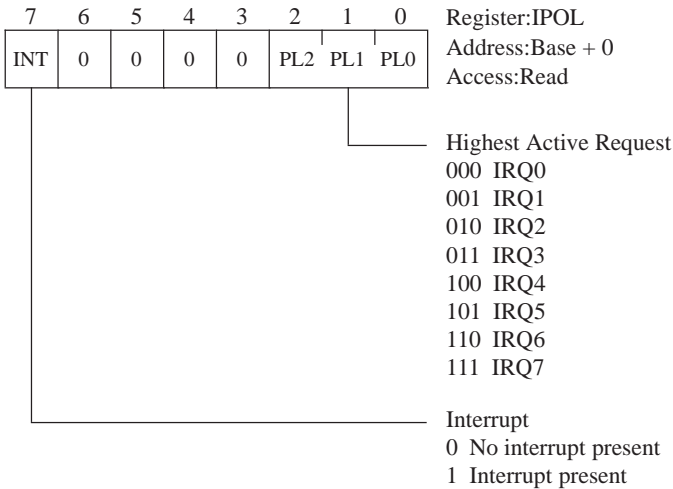 7 6 5 4 3 2 1 0 Register:IPOL
Address:Base + 0
INT 0 0 0 0 PL2 PL1 PL0
Access:Read
Highest Active Request
000 IRQ0
001 IRQ1
010 IRQ2
011 IRQ3
100 IRQ4
101 IRQ5
110 IRQ6
111 IRQ7
Interrupt
0 No interrupt present
1 Interrupt present